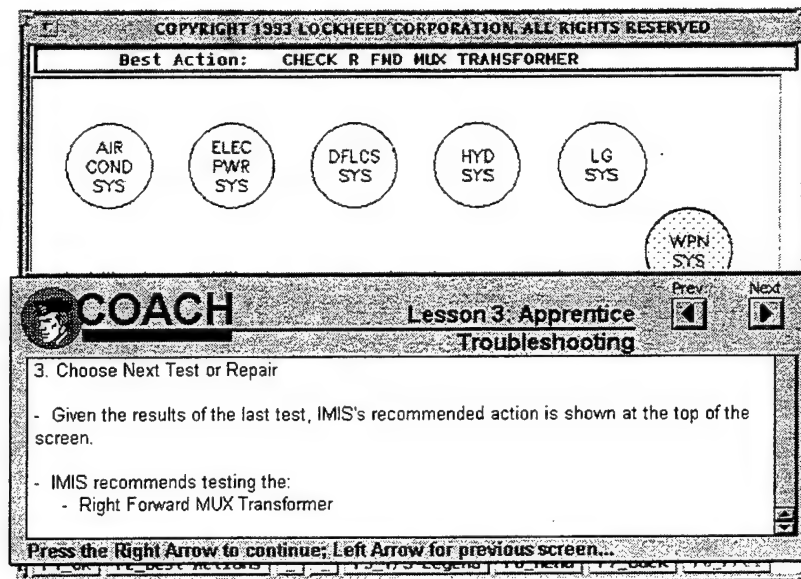 COPYRIGHT 1993 LOCKHEED CORPORATION. ALL RIGHTS RESERVED
Best Action: CHECK R FWD MUX TRANSFORMER
AIR
COND
SYS
ELEC
PWR
SYS
DFLCS
SYS
HYD
SYS
LG
SYS
WPN
SYS
COACH
Lesson 3: Apprentice
Troubleshooting
Prev
Next
3. Choose Next Test or Repair
- Given the results of the last test, IMIS's recommended action is shown at the top of the
screen.
- IMIS recommends testing the:
- Right Forward MUX Transformer
Press the Right Arrow to continue; Left Arrow for previous screen...